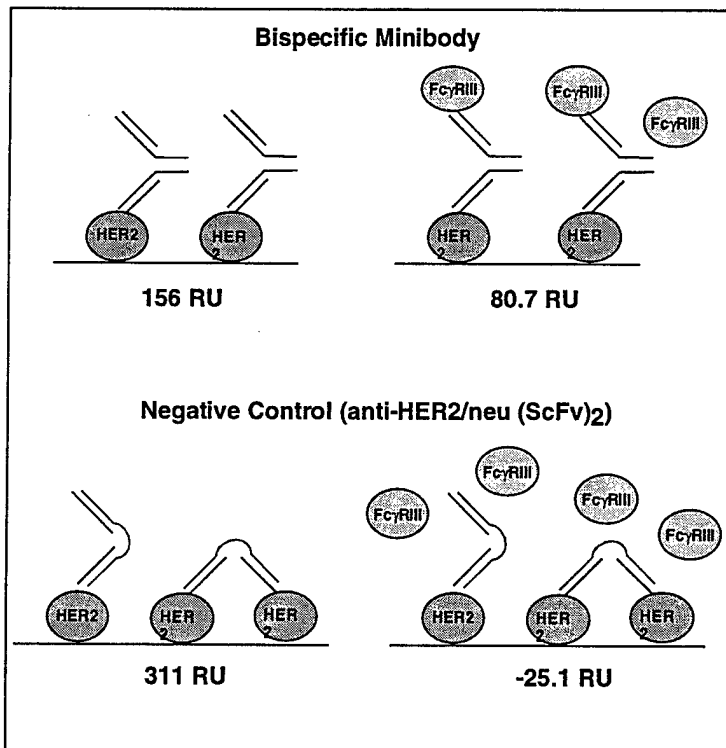 Bispecific Minibody
FcγRIII
FcγRIII
FcγRIII
HER2
HER
2
HER
2
HER
2
156 RU
80.7 RU
Negative Control (anti-HER2/neu (ScFv)2)
FcγRIII
FcγRIII
FcγRIII
FcγRIII
HER2
HER
2
HER
2
HER2
HER
2
HER
2
311 RU
-25.1 RU